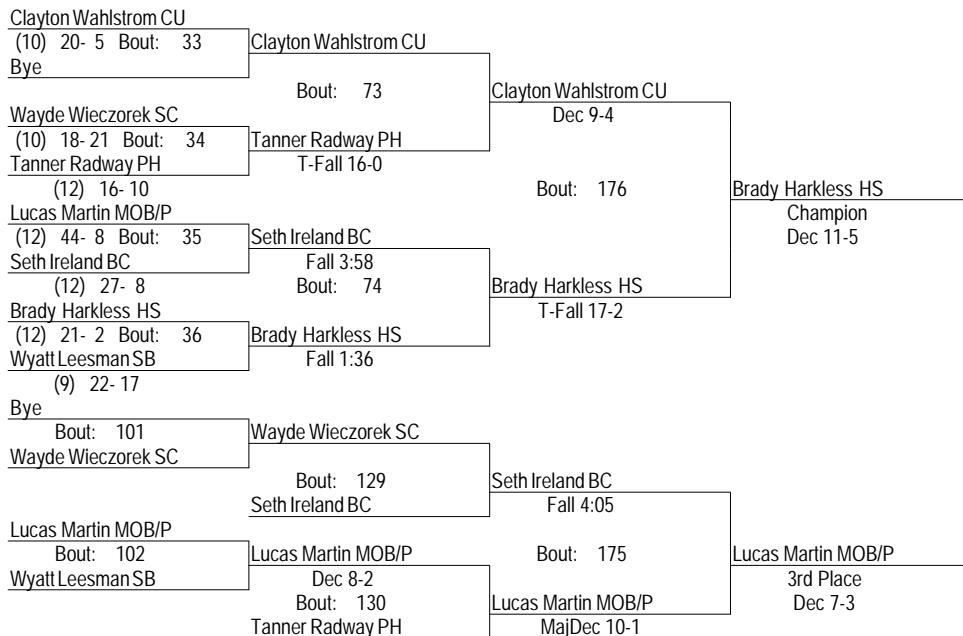 Clayton Wahlstrom CU
(10) 20- 5 Bout: 33
Clayton Wahlstrom CU
Bye
Bout: 73
Clayton Wahlstrom CU
Dec 9-4
Wayde Wieczorek SC
(10) 18- 21 Bout: 34
Tanner Radway PH
Tanner Radway PH
T-Fall 16-0
(12) 16- 10
Bout: 176
Brady Harkless HS
Champion
Dec 11-5
Lucas Martin MOB/P
(12) 44- 8 Bout: 35
Seth Ireland BC
Seth Ireland BC
Fall 3:58
(12) 27- 8
Bout: 74
Brady Harkless HS
T-Fall 17-2
Brady Harkless HS
(12) 21- 2 Bout: 36
Brady Harkless HS
Wyatt Leesman SB
Fall 1:36
(9) 22- 17
Bye
Bout: 101
Wayde Wieczorek SC
Wayde Wieczorek SC
Bout: 129
Seth Ireland BC
Seth Ireland BC
Fall 4:05
Lucas Martin MOB/P
Bout: 102
Lucas Martin MOB/P
Bout: 175
Lucas Martin MOB/P
Wyatt Leesman SB
Dec 8-2
3rd Place
Bout: 130
Lucas Martin MOB/P
Dec 7-3
Tanner Radway PH
MajDec 10-1